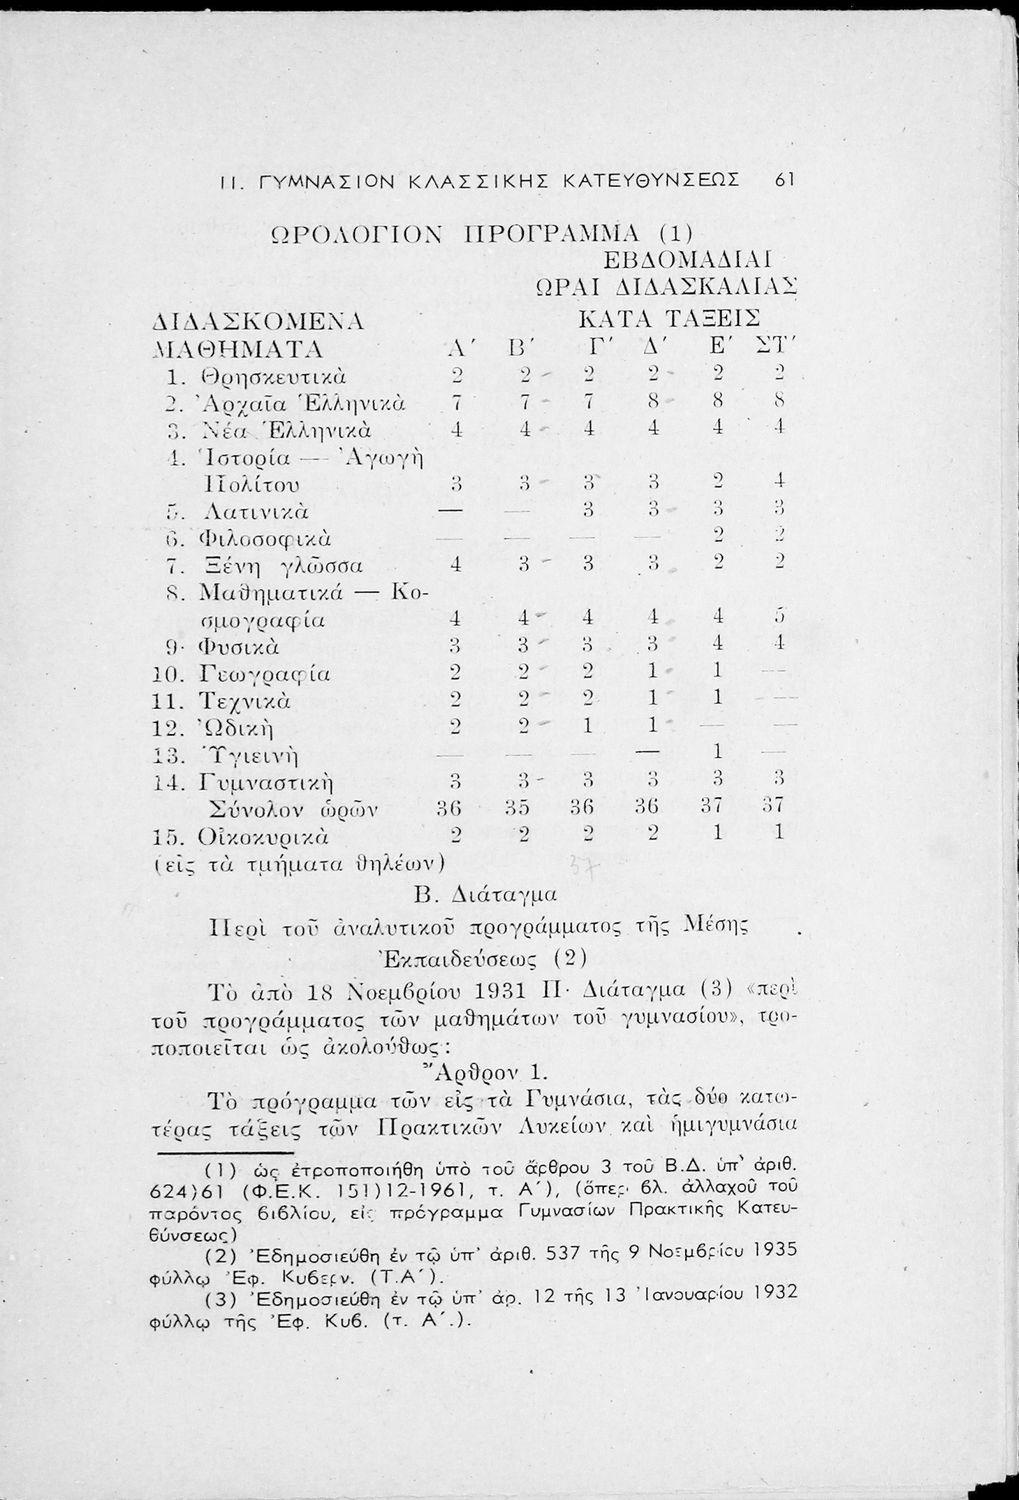 ΙΙ. ΓΥΜΝΑΣΙΟΝ ΚΛΑΣΣΙΚΗΣ ΚΑΤΕΥΘΥΝΣΕΩΣ 61
ΩΡΟΛΟΓΙΟΝ ΠΡΟΓΡΑΜΜΑ (1)
ΕΒΔΟΜΑΔΙΑΙ
ΩΡΑΙ ΔΙΔΑΣΚΑΛΙΑΣ
ΔΙΔΑΣΚΟΜΕΝΑ ΚΑΤΑ ΤΑΞΕΙΣ
ΜΑΘΗΜΑΤΑ Α΄ Β΄ Γ΄ Δ΄ Ε΄ ΣΤ΄
1. Θρησκευτικὰ 2 2 2 2 2 2
2. Ἀρχαῖα Ἑλληνικὰ 7 7 7 8 8 8
3. Νέα Ἑλληνικὰ 4 4 4 4 4 4
4. Ἱστορία — Ἀγωγὴ
Πολίτου 3 3 3 3 2 4
5. Λατινικὰ — — 3 3 3 3
6. Φιλοσοφικὰ — — — — 2 2
7. Ξένη γλῶσσα 4 3 3 3 2 2
8. Μαθηματικά — Κο-
σμογραφία 4 4 4 4 4 5
9· Φυσικὰ 3 3 3 3 4 4
10. Γεωγραφία 2 2 2 1 1 —
11. Τεχνικὰ 2 2 2 1 1 —
12. Ὠδικὴ 2 2 1 1 — —
13. Ὑγιεινὴ — — — — 1 —
14. Γυμναστικὴ 3 3 3 3 3 3
Σύνολον ὡρῶν 36 35 36 36 37 37
15. Οἰκοκυρικὰ 2 2 2 2 1 1
(εἰς τὰ τμήματα θηλέων) 37
Β. Διάταγμα
Περὶ τοῦ ἀναλυτικοῦ προγράμματος τῆς Μέσης
Ἐκπαιδεύσεως (2)
Τὸ ἀπὸ 18 Νοεμβρίου 1931 Π· Διάταγμα (3) «περὶ
τοῦ προγράμματος τῶν μαθημάτων τοῦ γυμνασίου», τρο-
ποποιεῖται ὡς ἀκολούθως:
Ἄρθρον 1.
Τὸ πρόγραμμα τῶν εἰς τὰ Γυμνάσια, τὰς δύο κατω-
τέρας τάξεις τῶν Πρακτικῶν Λυκείων καὶ ἡμιγυμνάσια
(1) ὡς ἐτροποποιήθη ὑπὸ τοῦ ἄρθρου 3 τοῦ Β.Δ. ὑπ' ἀριθ.
624)61 (Φ.Ε.Κ. 151)12-1961, τ. Α΄), (ὅπερ βλ. ἀλλαχοῦ τοῦ
παρόντος βιβλίου, εἰς πρόγραμμα Γυμνασίων Πρακτικῆς Κατευ-
θύνσεως)
(2) Ἐδημοσιεύθη ἐν τῷ ὑπ' ἀριθ. 537 τῆς 9 Νοεμβρίου 1935
φύλλῳ Ἐφ. Κυβερν. (Τ.Α΄).
(3) Ἐδημοσιεύθη ἐν τῷ ὑπ' ἀρ. 12 τῆς 13 Ἰανουαρίου 1932
φύλλῳ τῆς Ἐφ. Κυβ. (τ. Α΄.).